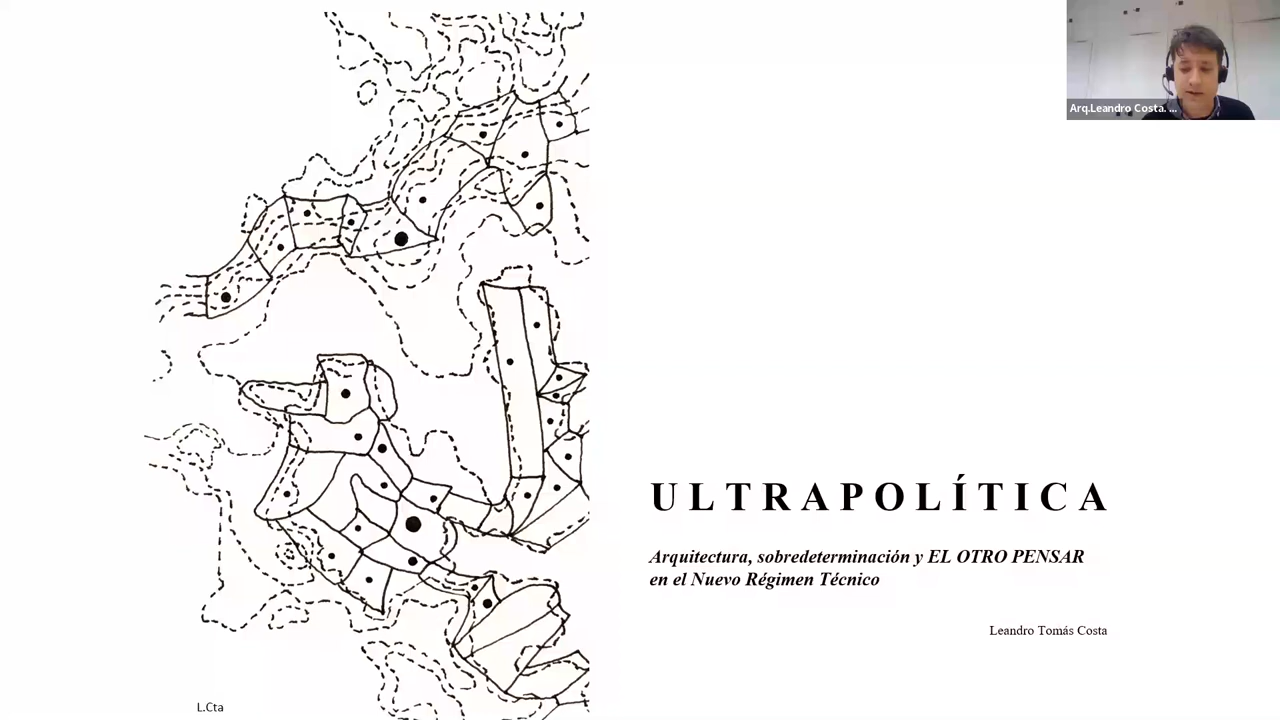 Arq.Leandro Costa. ...
ULTRAPOLÍTICA
Arquitectura, sobredeterminación y EL OTRO PENSAR
en el Nuevo Régimen Técnico
Leandro Tomás Costa
L.Cta